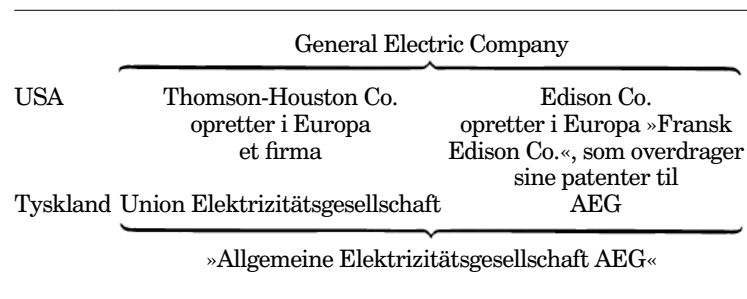 General Electric Company
USA Thomson-Houston Co. Edison Co.
opretter i Europa opretter i Europa »Fransk
et firma Edison Co.«, som overdrager
sine patenter til
Tyskland Union Elektrizitätsgesellschaft AEG
»Allgemeine Elektrizitätsgesellschaft AEG«